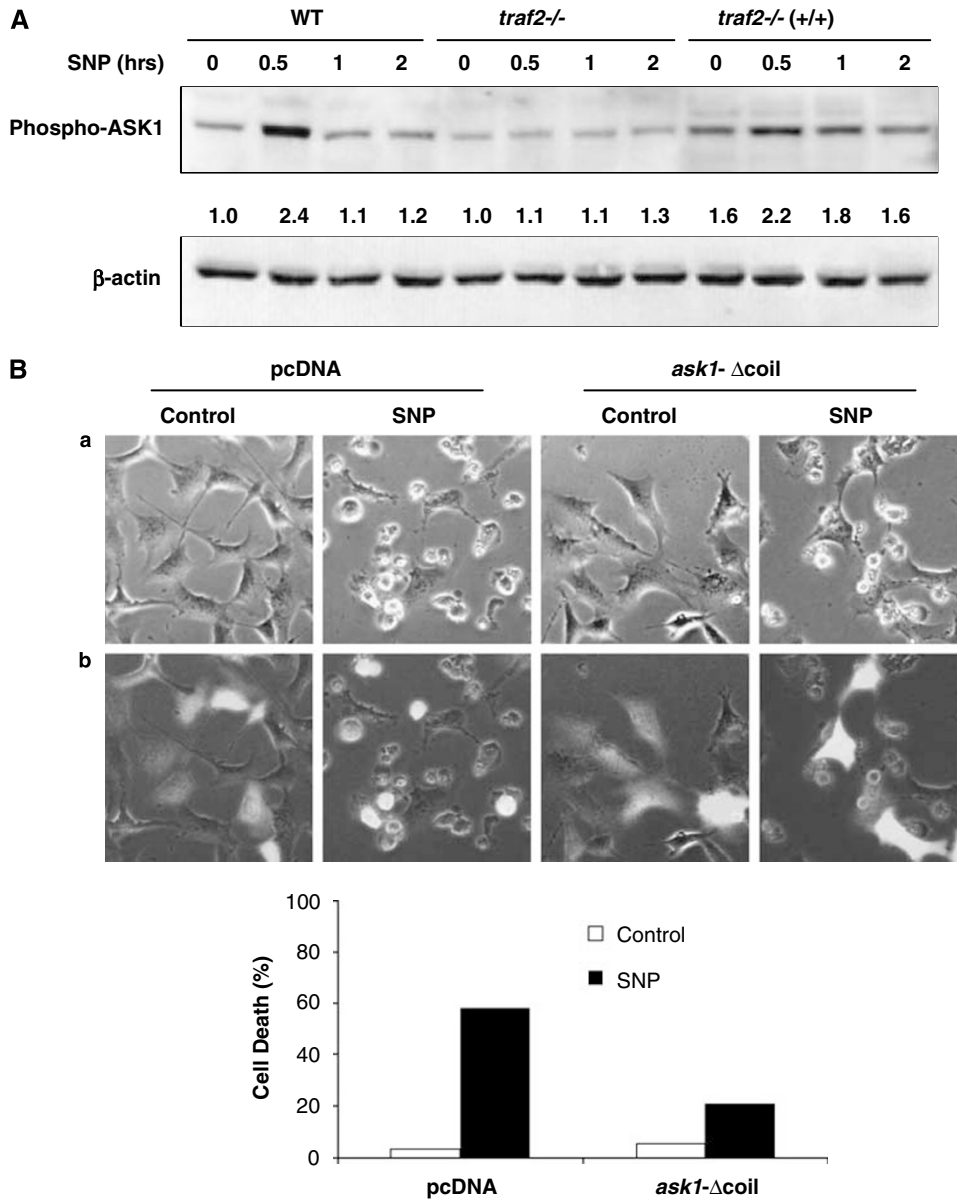 A
WT traf2-/- traf2-/- (+/+)
SNP (hrs) 0 0.5 1 2 0 0.5 1 2 0 0.5 1 2
Phospho-ASK1
1.0 2.4 1.1 1.2 1.0 1.1 1.1 1.3 1.6 2.2 1.8 1.6
β-actin
B
pcDNA ask1- Δcoil
Control SNP Control SNP
a
b
100
80
60
40
20
0
Cell Death (%)
Control
SNP
pcDNA ask1-Δcoil